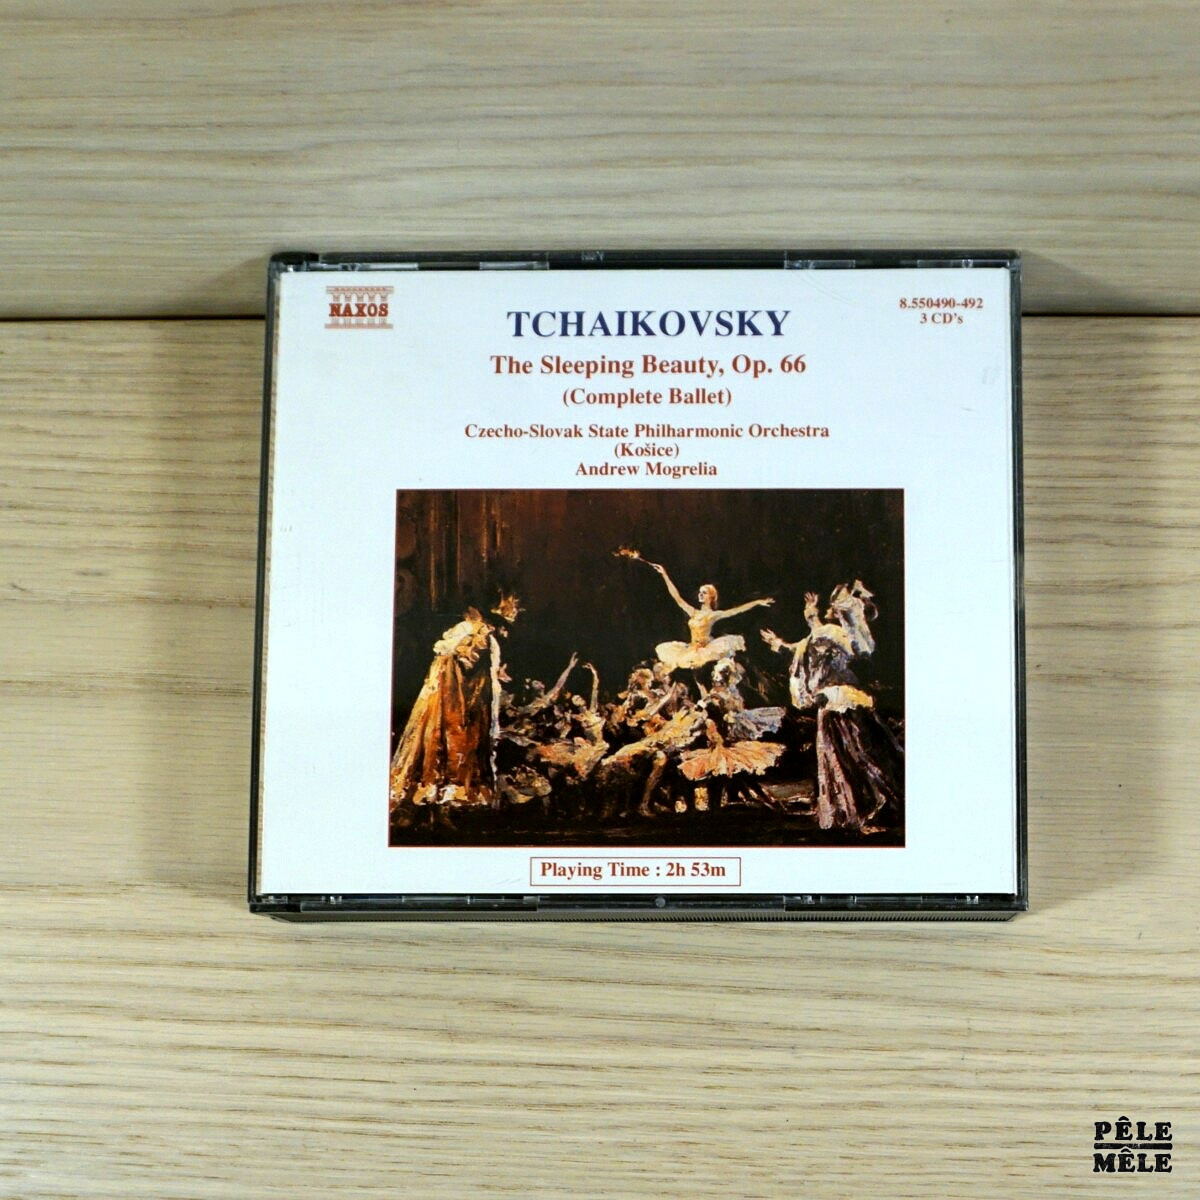 NAXOS
8.550490-492
3 CD's
TCHAIKOVSKY
The Sleeping Beauty, Op. 66
(Complete Ballet)
Czecho-Slovak State Philharmonic Orchestra
(Košice)
Andrew Mogrelia
Playing Time : 2h 53m
PÊLE
MÊLE